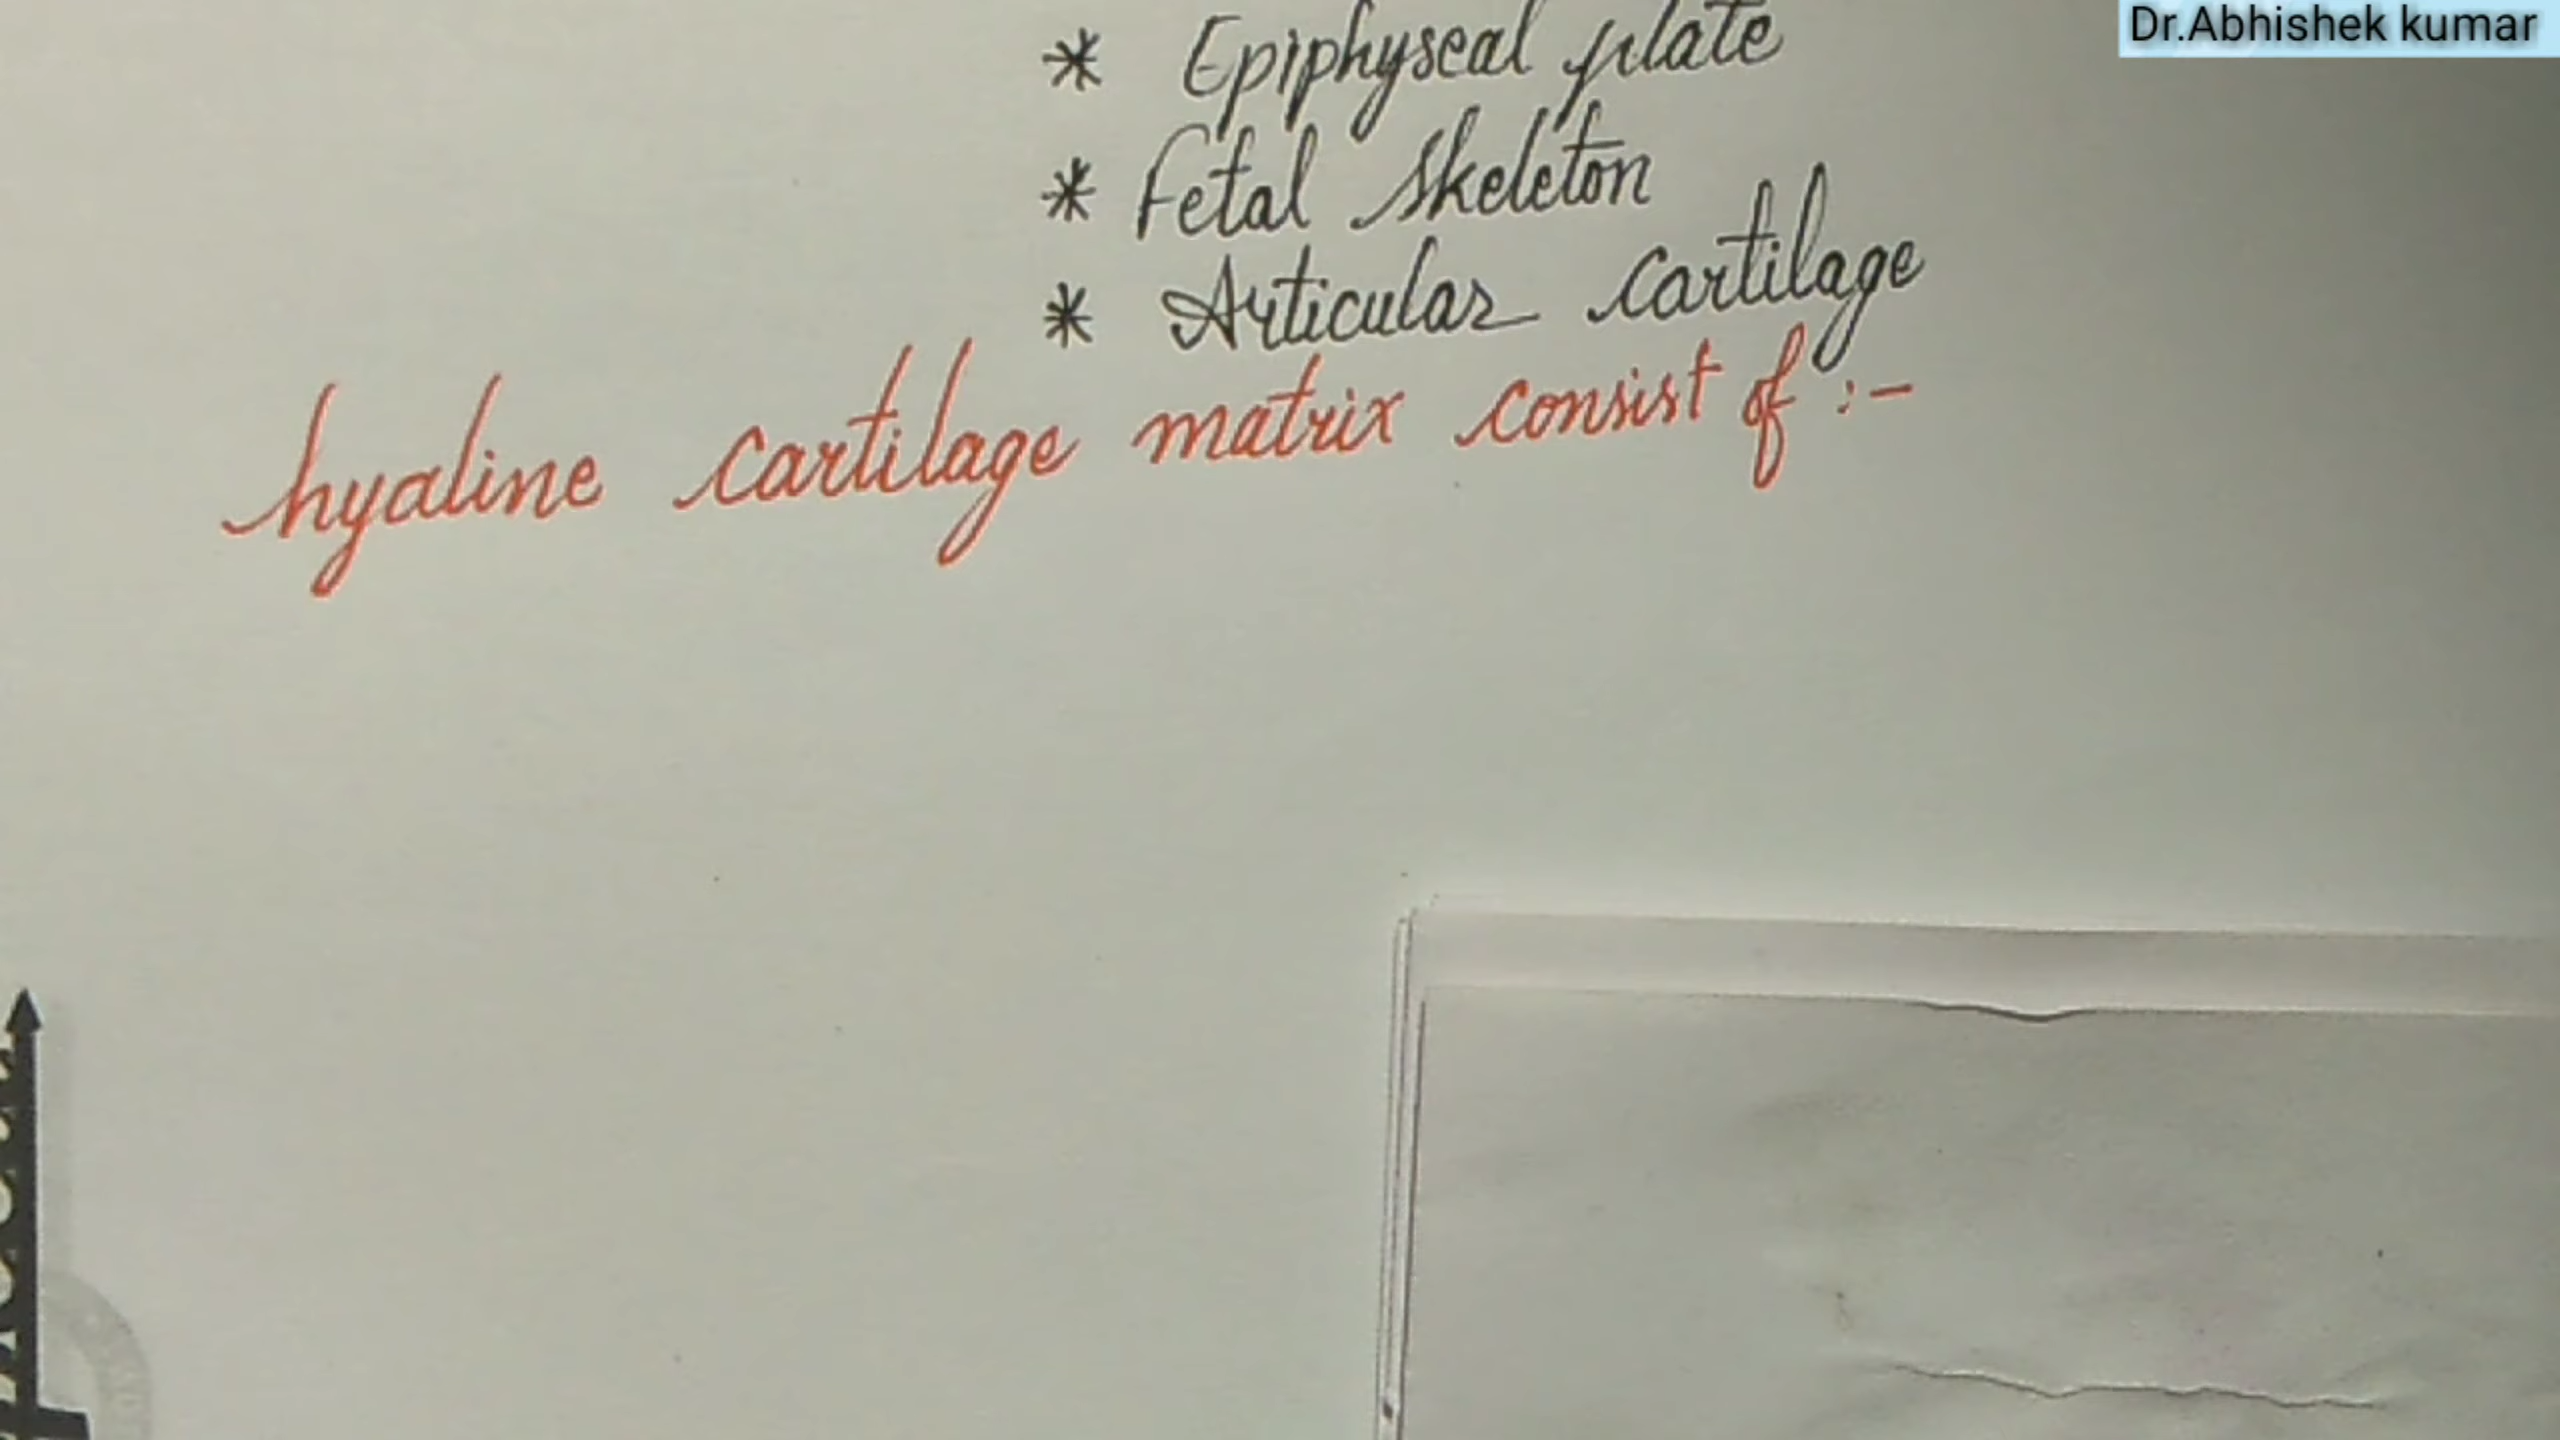 Dr.Abhishek kumar
* Epiphyseal plate
* Fetal skeleton
* Articular cartilage
hyaline cartilage matrix consist of :-